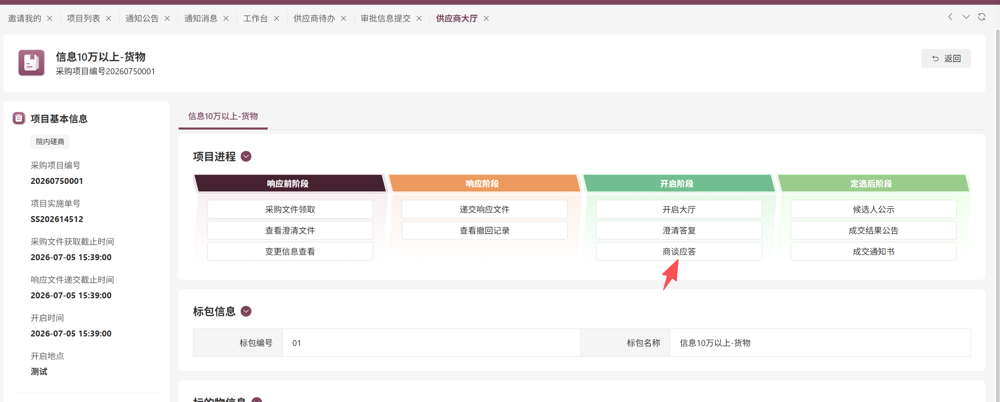 邀请我的
项目列表
通知公告
通知消息
工作台
供应商待办
审批信息提交
供应商大厅
信息10万以上-货物
采购项目编号20260750001
返回
项目基本信息
院内磋商
采购项目编号
20260750001
项目实施单号
SS202614512
采购文件获取截止时间
2026-07-05 15:39:00
响应文件递交截止时间
2026-07-05 15:39:00
开启时间
2026-07-05 15:39:00
开启地点
测试
信息10万以上-货物
项目进程
响应前阶段
响应阶段
开启阶段
定选后阶段
采购文件领取
递交响应文件
开启大厅
候选人公示
查看澄清文件
查看撤回记录
澄清答复
成交结果公告
变更信息查看
商谈应答
成交通知书
标包信息
标包编号
01
标包名称
信息10万以上-货物
标的物信息